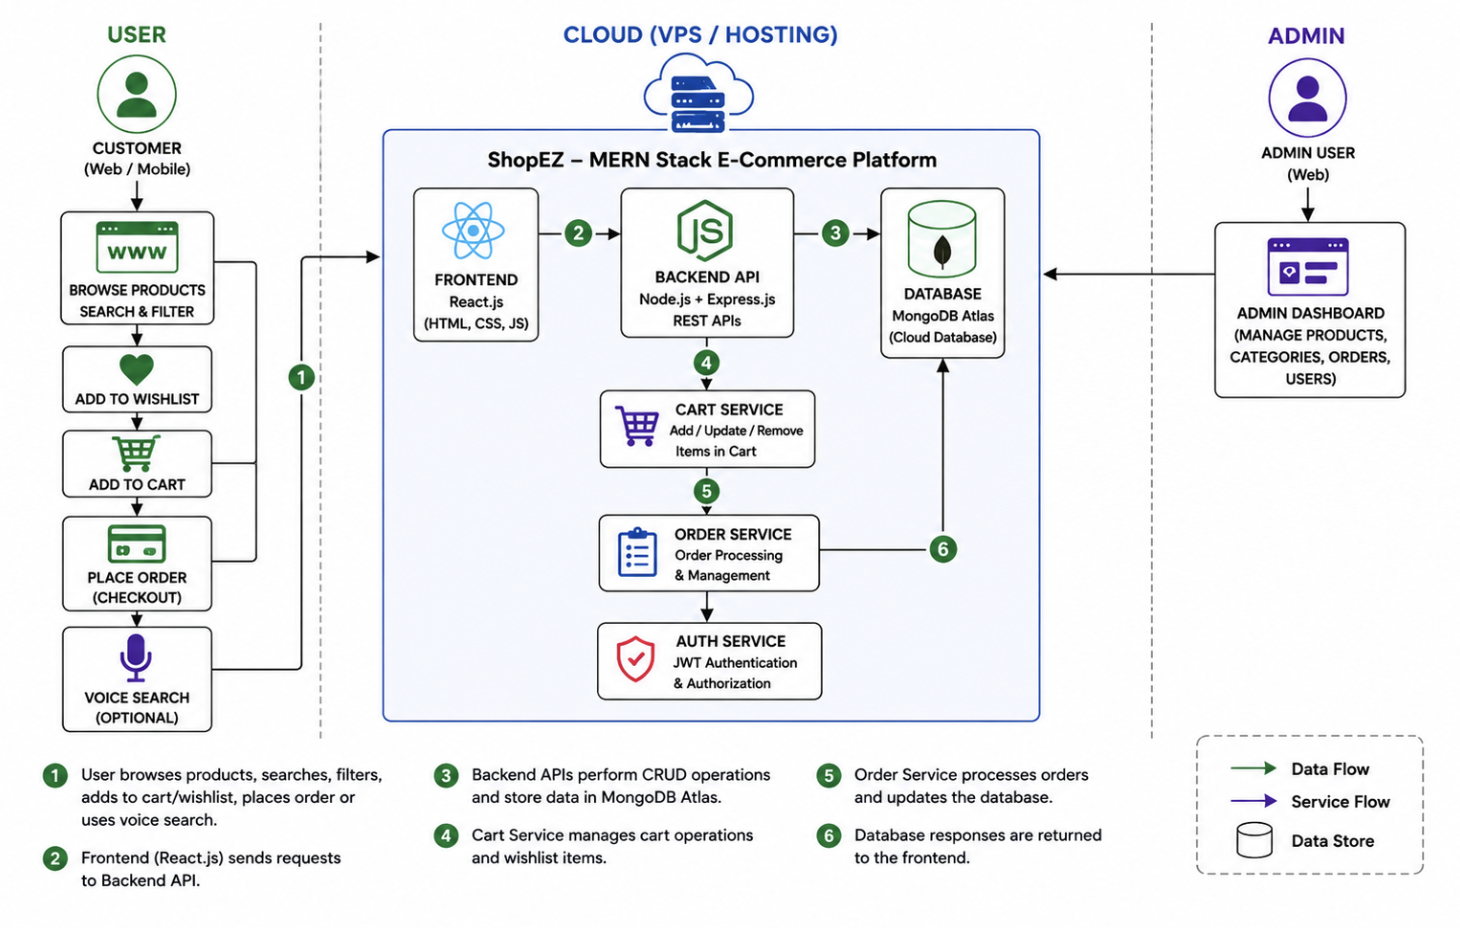 USER
CUSTOMER
(Web / Mobile)
WWW
BROWSE PRODUCTS
SEARCH & FILTER
ADD TO WISHLIST
ADD TO CART
PLACE ORDER
(CHECKOUT)
VOICE SEARCH
(OPTIONAL)
1
CLOUD (VPS / HOSTING)
ShopEZ – MERN Stack E-Commerce Platform
FRONTEND
React.js
(HTML, CSS, JS)
2
JS
BACKEND API
Node.js + Express.js
REST APIs
3
DATABASE
MongoDB Atlas
(Cloud Database)
4
CART SERVICE
Add / Update / Remove
Items in Cart
5
ORDER SERVICE
Order Processing
& Management
6
AUTH SERVICE
JWT Authentication
& Authorization
ADMIN
ADMIN USER
(Web)
ADMIN DASHBOARD
(MANAGE PRODUCTS,
CATEGORIES, ORDERS,
USERS)
1 User browses products, searches, filters,
adds to cart/wishlist, places order or
uses voice search.
2 Frontend (React.js) sends requests
to Backend API.
3 Backend APIs perform CRUD operations
and store data in MongoDB Atlas.
4 Cart Service manages cart operations
and wishlist items.
5 Order Service processes orders
and updates the database.
6 Database responses are returned
to the frontend.
Data Flow
Service Flow
Data Store